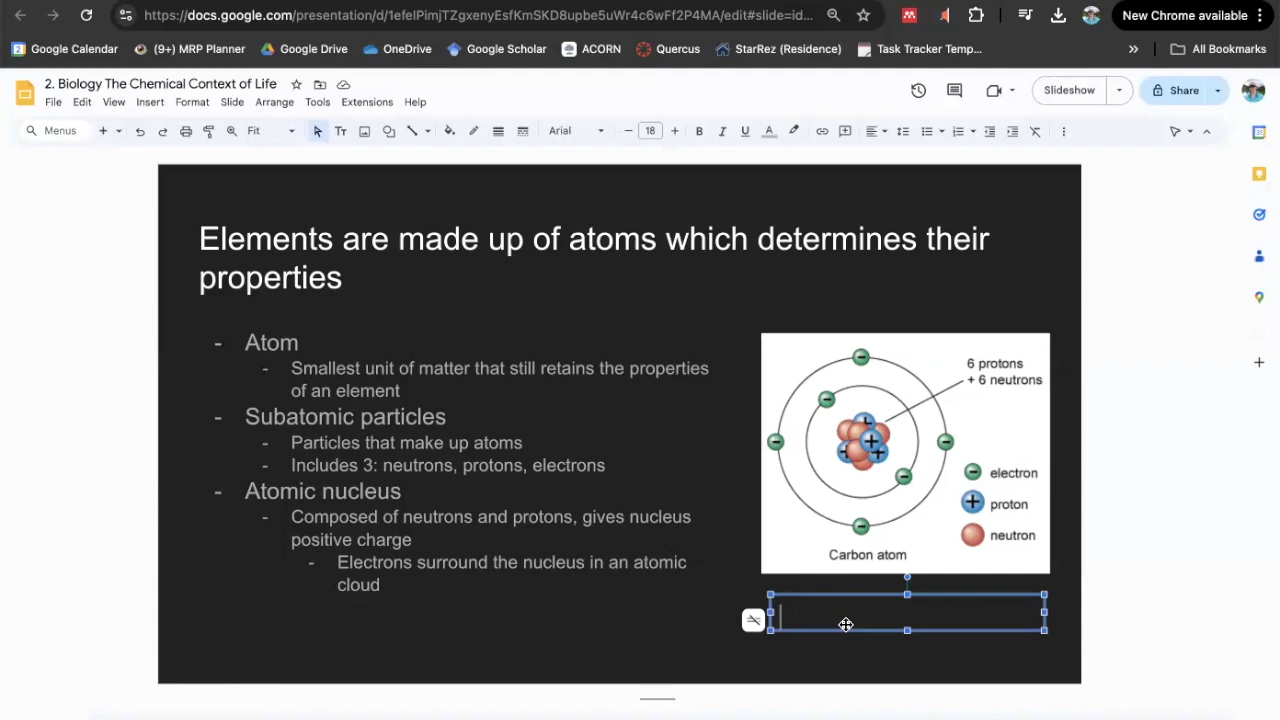 https://docs.google.com/presentation/d/1efeIPimjTZgxenyEsfKmSKD8upbe5uWr4c6wFf2P4MA/edit#slide=id...
New Chrome available
Google Calendar
(9+) MRP Planner
Google Drive
OneDrive
Google Scholar
ACORN
Quercus
StarRez (Residence)
Task Tracker Temp...
»
All Bookmarks
2. Biology The Chemical Context of Life
File Edit View Insert Format Slide Arrange Tools Extensions Help
Slideshow
Share
Menus
Fit
Arial
18
Elements are made up of atoms which determines their
properties
- Atom
- Smallest unit of matter that still retains the properties
of an element
- Subatomic particles
- Particles that make up atoms
- Includes 3: neutrons, protons, electrons
- Atomic nucleus
- Composed of neutrons and protons, gives nucleus
positive charge
- Electrons surround the nucleus in an atomic
cloud
6 protons
+ 6 neutrons
electron
proton
neutron
Carbon atom